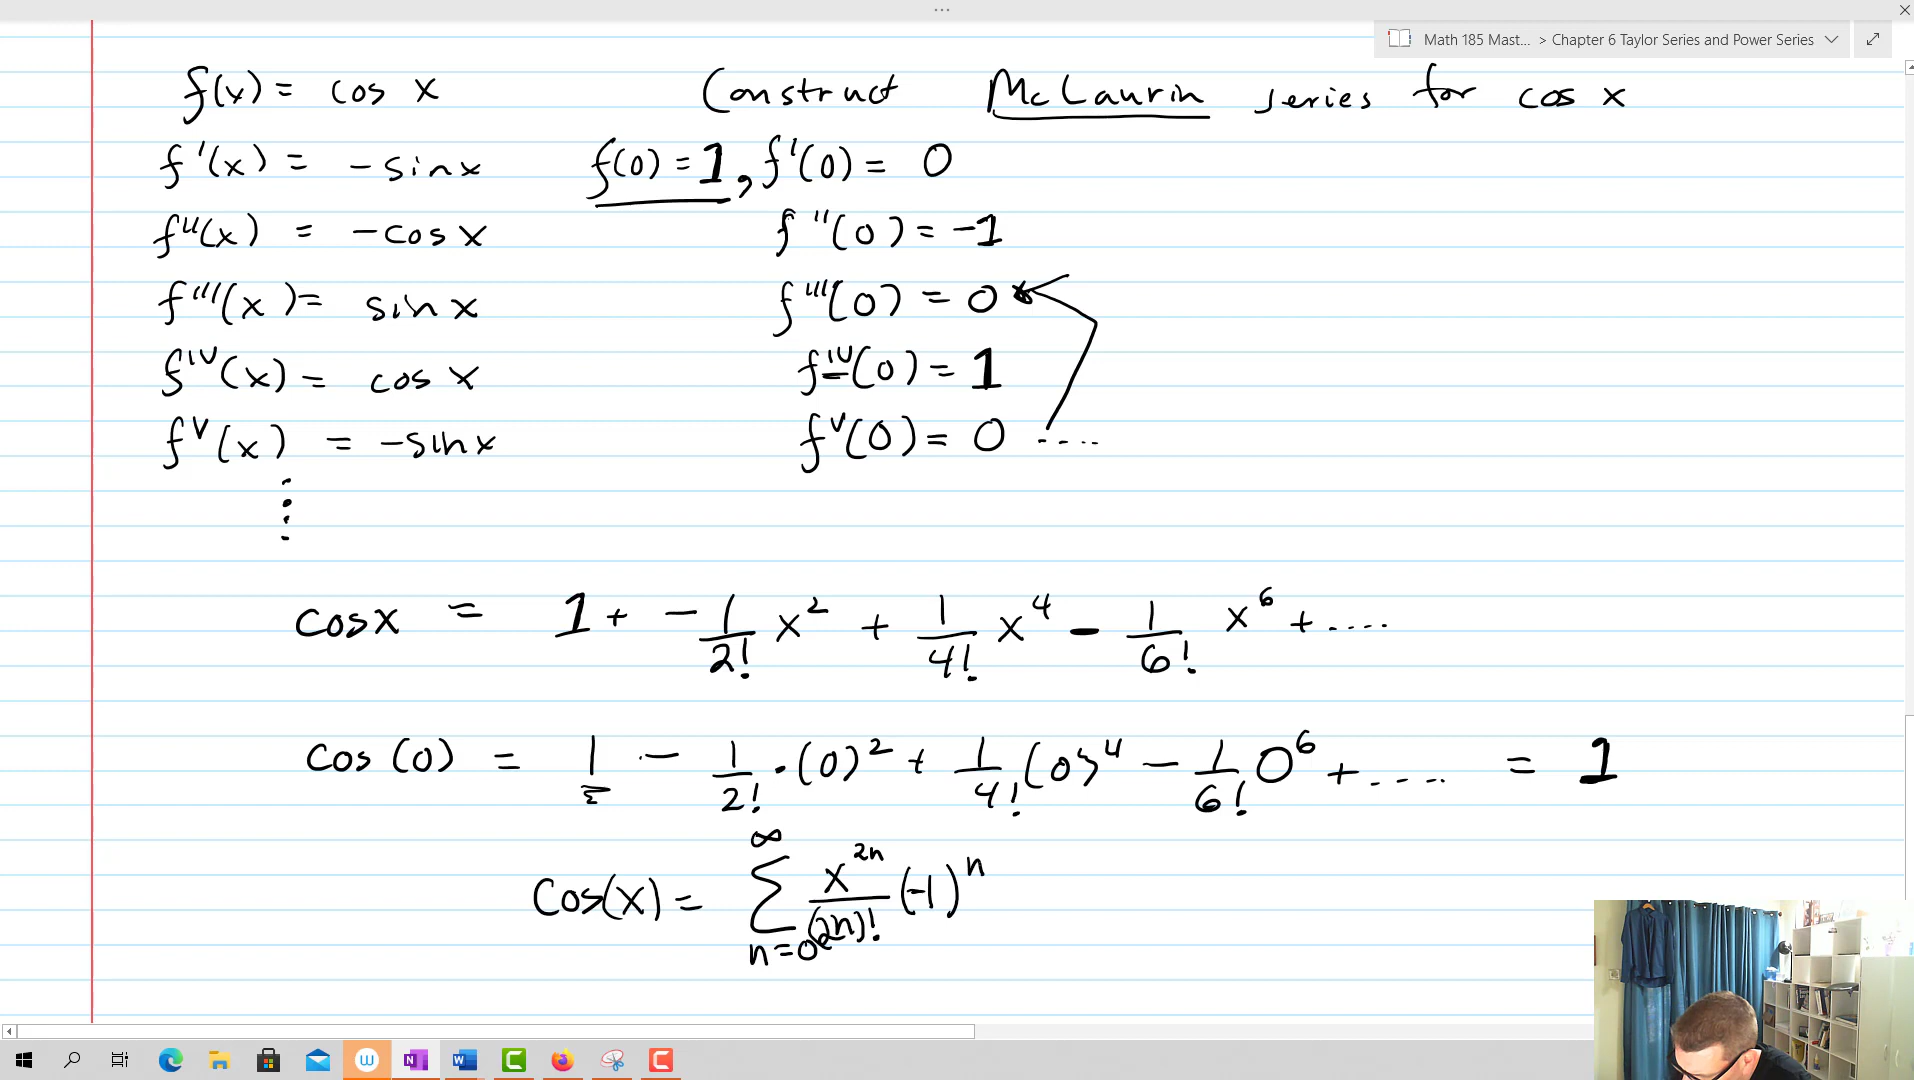 Math 185 Mast... > Chapter 6 Taylor Series and Power Series
f(x) = cos x Construct McLaurin series for cos x
f'(x) = -sinx f(0) = 1, f'(0) = 0
f''(x) = -cos x f''(0) = -1
f'''(x) = sin x f'''(0) = 0
f^IV(x) = cos x f^IV(0) = 1
f^V(x) = -sinx f^V(0) = 0 ....
⋮
cosx = 1 + -1/2! x^2 + 1/4! x^4 - 1/6! x^6 + ....
Cos(0) = 1 - 1/2! · (0)^2 + 1/4! (0)^4 - 1/6! 0^6 + .... = 1
Cos(x) = ∑_{n=0}^{∞} x^{2n}/(2n)! (-1)^n